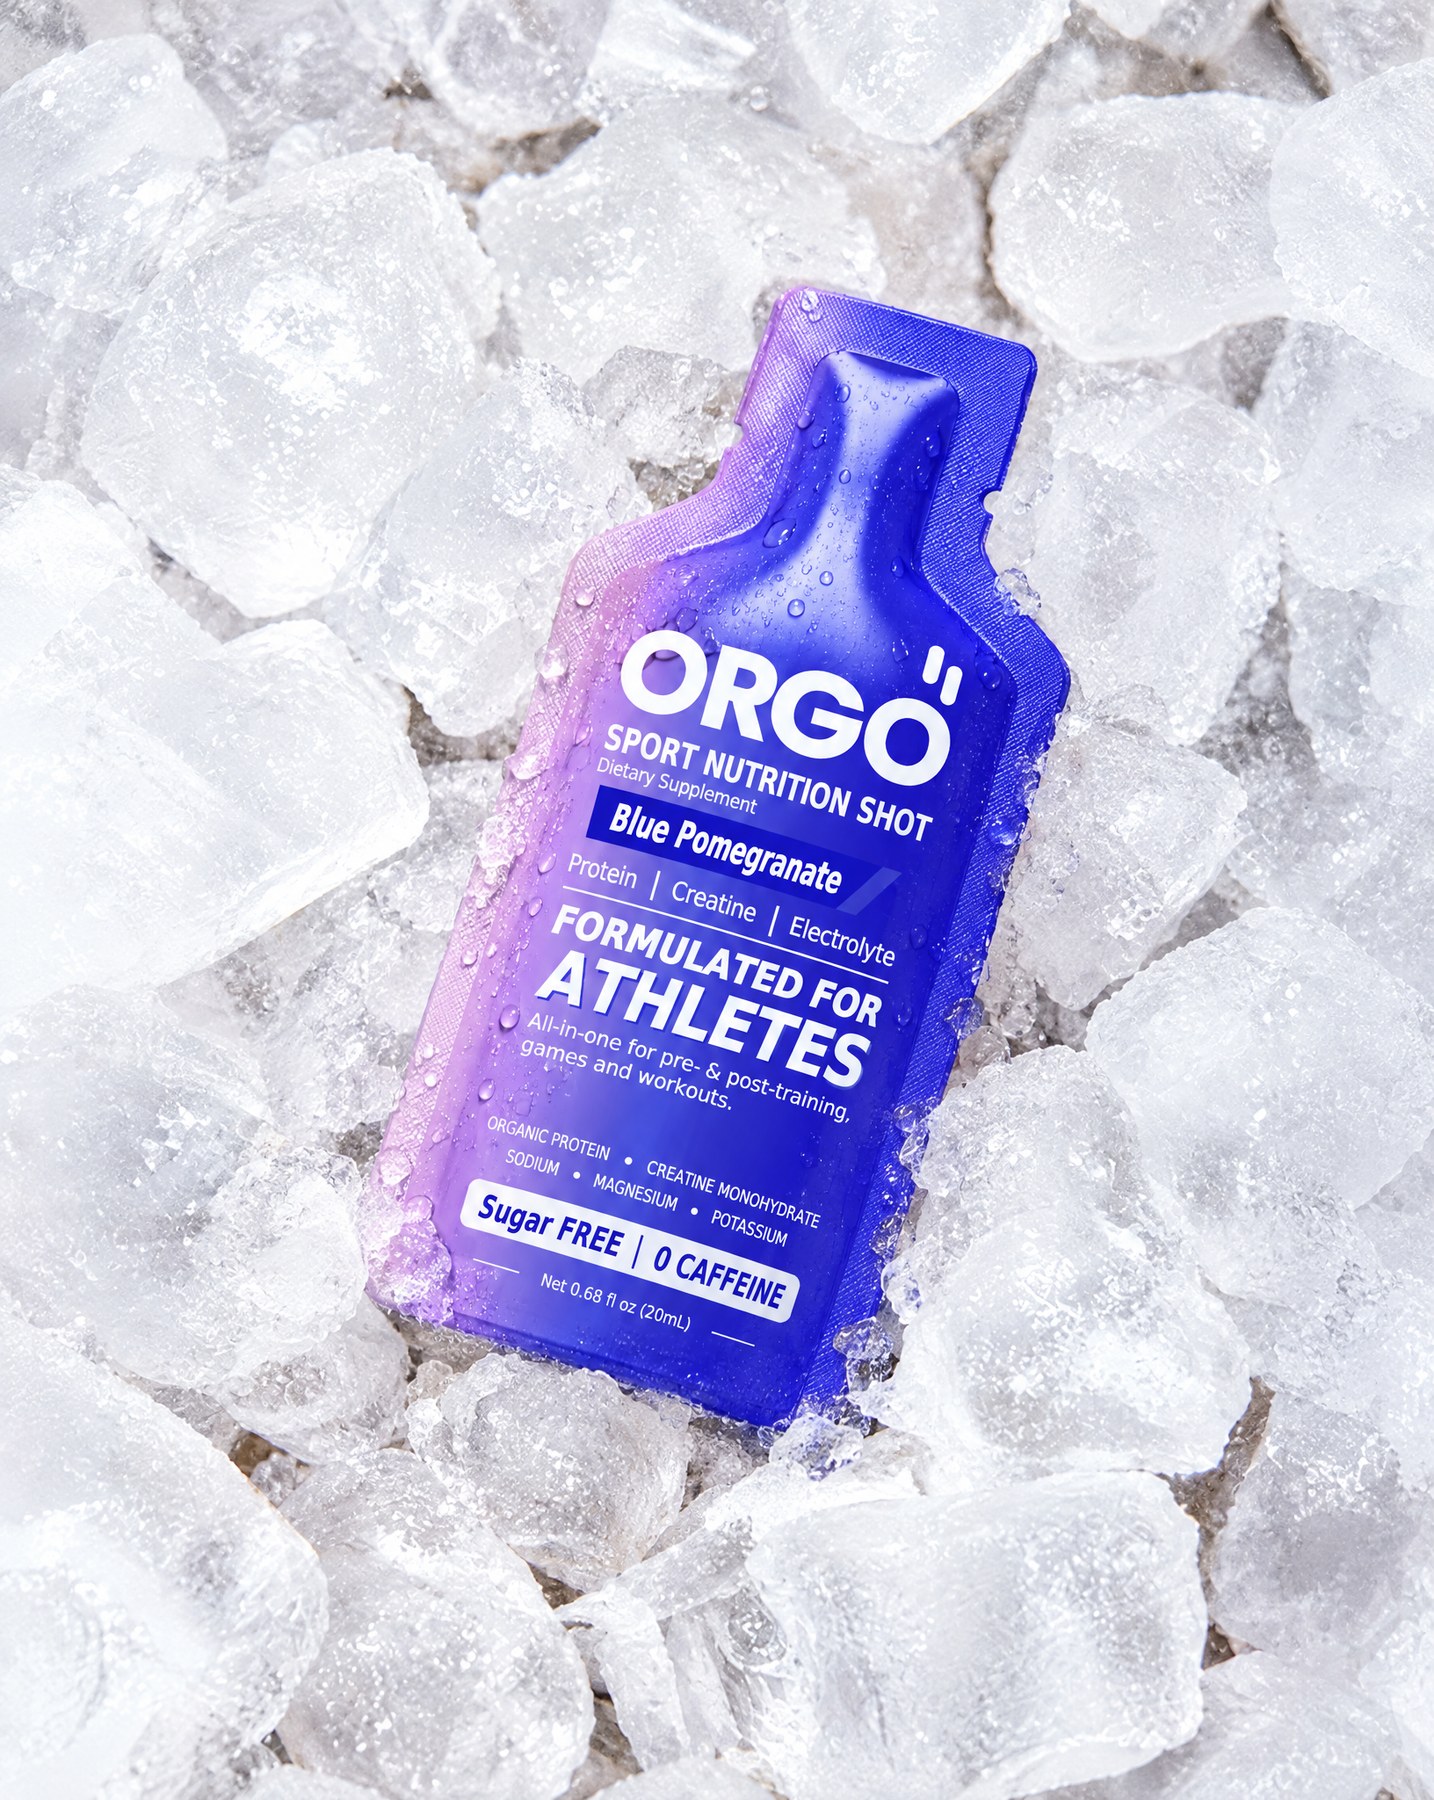 ORGÖ
SPORT NUTRITION SHOT
Dietary Supplement
Blue Pomegranate
Protein | Creatine | Electrolyte
FORMULATED FOR
ATHLETES
All-in-one for pre- & post-training,
games and workouts.
ORGANIC PROTEIN • CREATINE MONOHYDRATE
SODIUM • MAGNESIUM • POTASSIUM
Sugar FREE | 0 CAFFEINE
Net 0.68 fl oz (20mL)